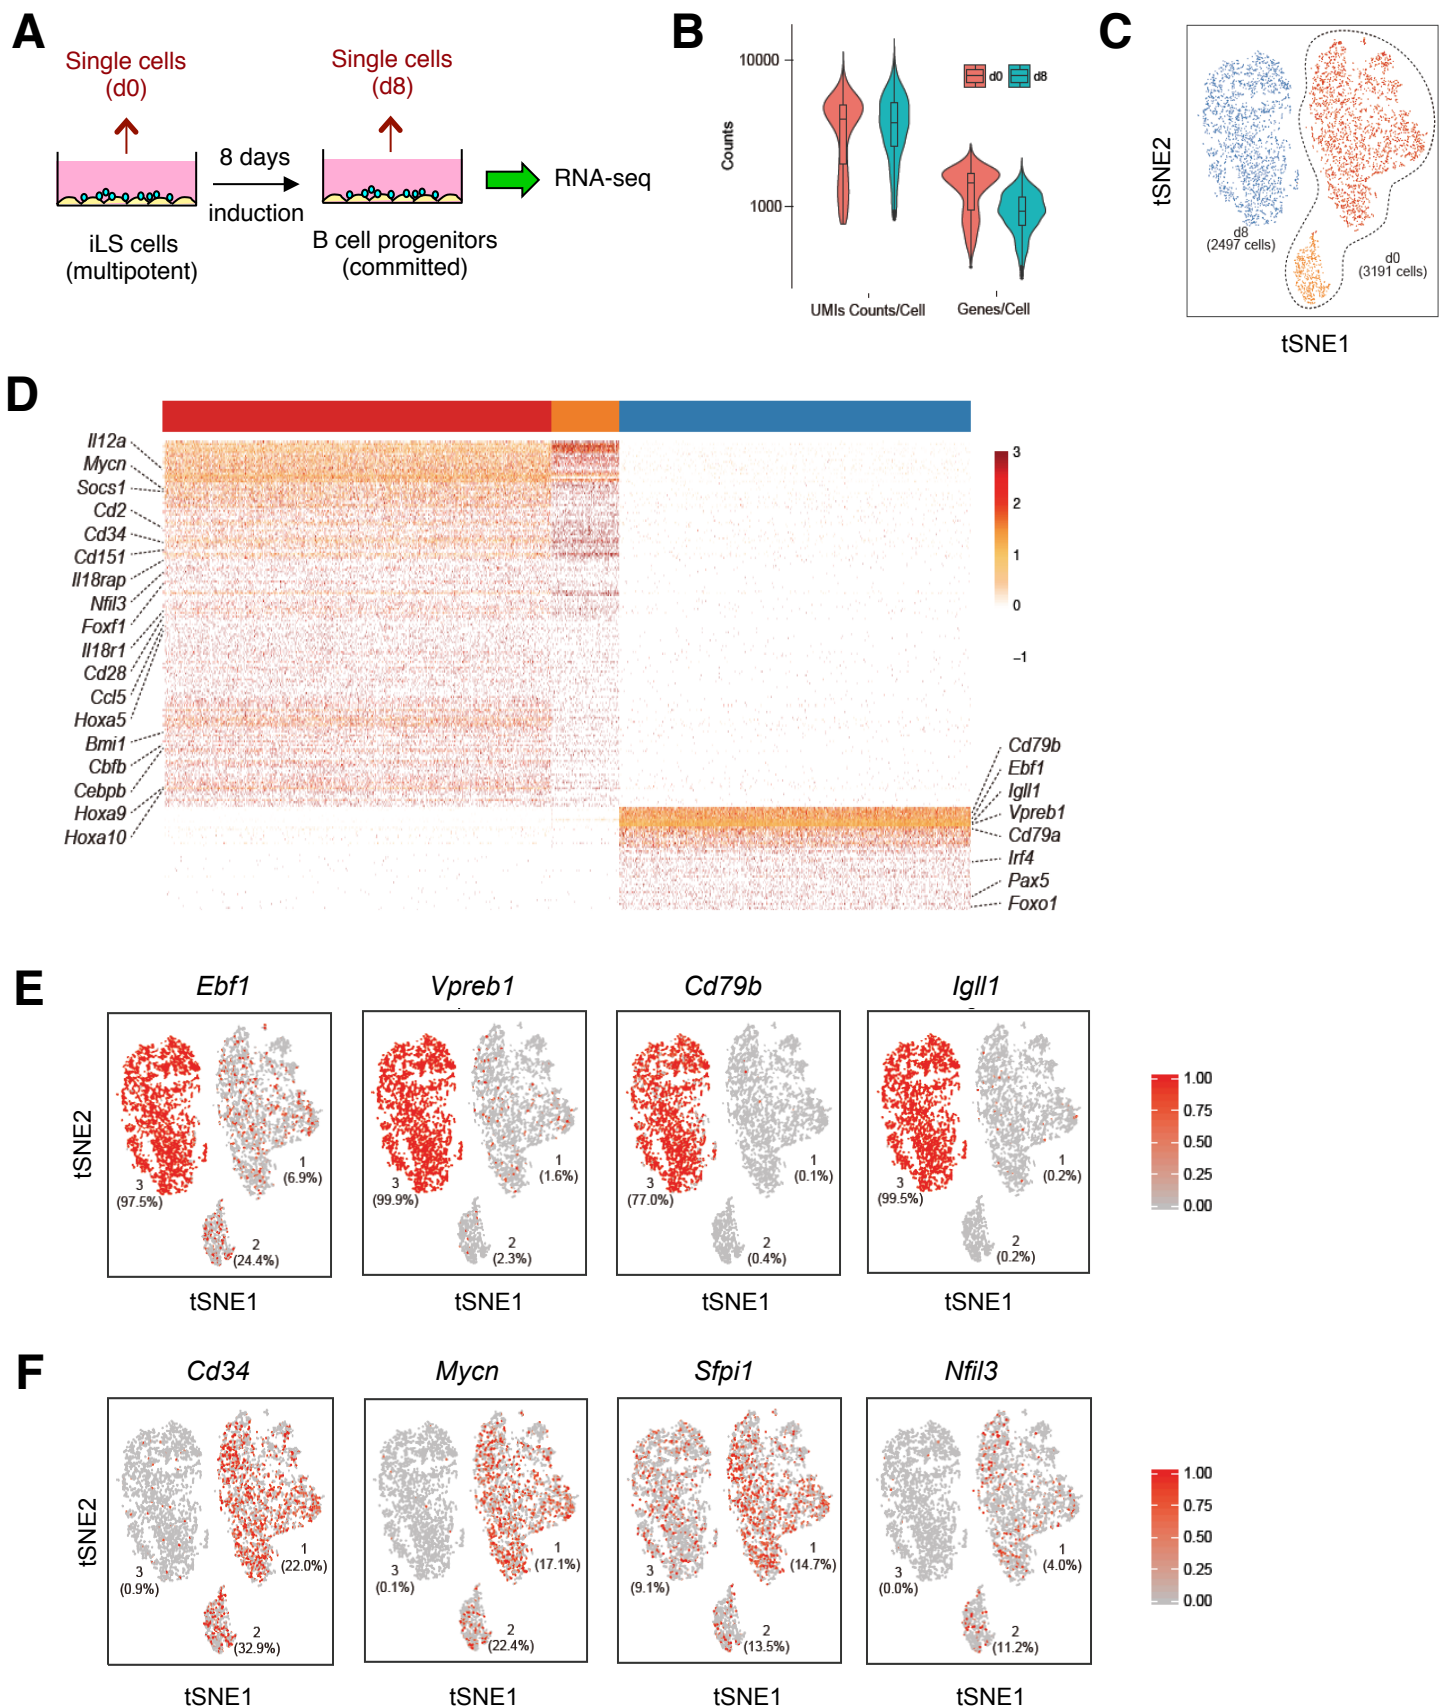 A
Single cells
(d0)
Single cells
(d8)
8 days
induction
RNA-seq
iLS cells
(multipotent)
B cell progenitors
(committed)
B
10000
1000
Counts
d0
d8
UMIs Counts/Cell
Genes/Cell
C
tSNE2
d8
(2497 cells)
d0
(3191 cells)
tSNE1
D
Il12a
Mycn
Socs1
Cd2
Cd34
Cd151
Il18rap
Nfil3
Foxf1
Il18r1
Cd28
Ccl5
Hoxa5
Bmi1
Cbfb
Cebpb
Hoxa9
Hoxa10
3
2
1
0
−1
Cd79b
Ebf1
Igll1
Vpreb1
Cd79a
Irf4
Pax5
Foxo1
E
Ebf1
Vpreb1
Cd79b
Igll1
tSNE2
1
(6.9%)
3
(97.5%)
2
(24.4%)
1
(1.6%)
3
(99.9%)
2
(2.3%)
1
(0.1%)
3
(77.0%)
2
(0.4%)
1
(0.2%)
3
(99.5%)
2
(0.2%)
1.00
0.75
0.50
0.25
0.00
tSNE1
tSNE1
tSNE1
tSNE1
F
Cd34
Mycn
Sfpi1
Nfil3
tSNE2
1
(22.0%)
3
(0.9%)
2
(32.9%)
1
(17.1%)
3
(0.1%)
2
(22.4%)
1
(14.7%)
3
(9.1%)
2
(13.5%)
1
(4.0%)
3
(0.0%)
2
(11.2%)
1.00
0.75
0.50
0.25
0.00
tSNE1
tSNE1
tSNE1
tSNE1